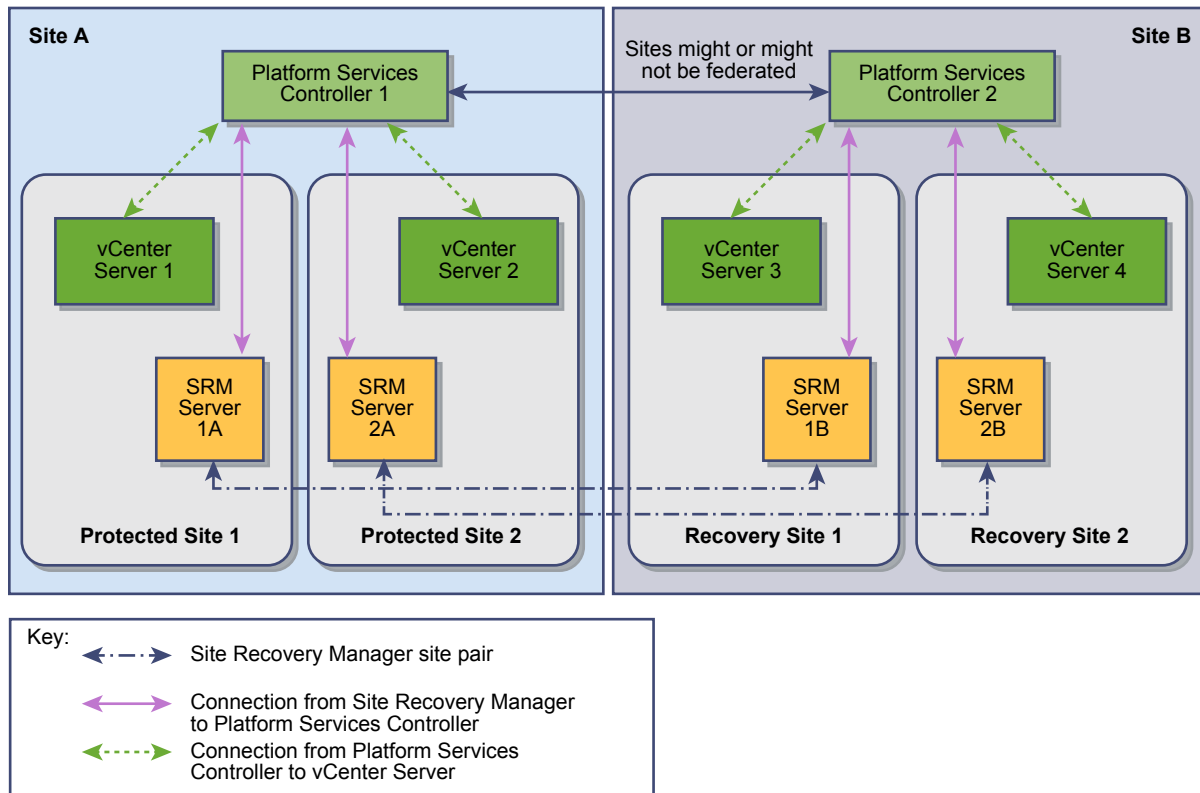 Site A
Site B
Sites might or might
not be federated
Platform Services
Controller 1
Platform Services
Controller 2
vCenter
Server 1
vCenter
Server 2
vCenter
Server 3
vCenter
Server 4
SRM
Server
1A
SRM
Server
2A
SRM
Server
1B
SRM
Server
2B
Protected Site 1
Protected Site 2
Recovery Site 1
Recovery Site 2
Key:
Site Recovery Manager site pair
Connection from Site Recovery Manager
to Platform Services Controller
Connection from Platform Services
Controller to vCenter Server